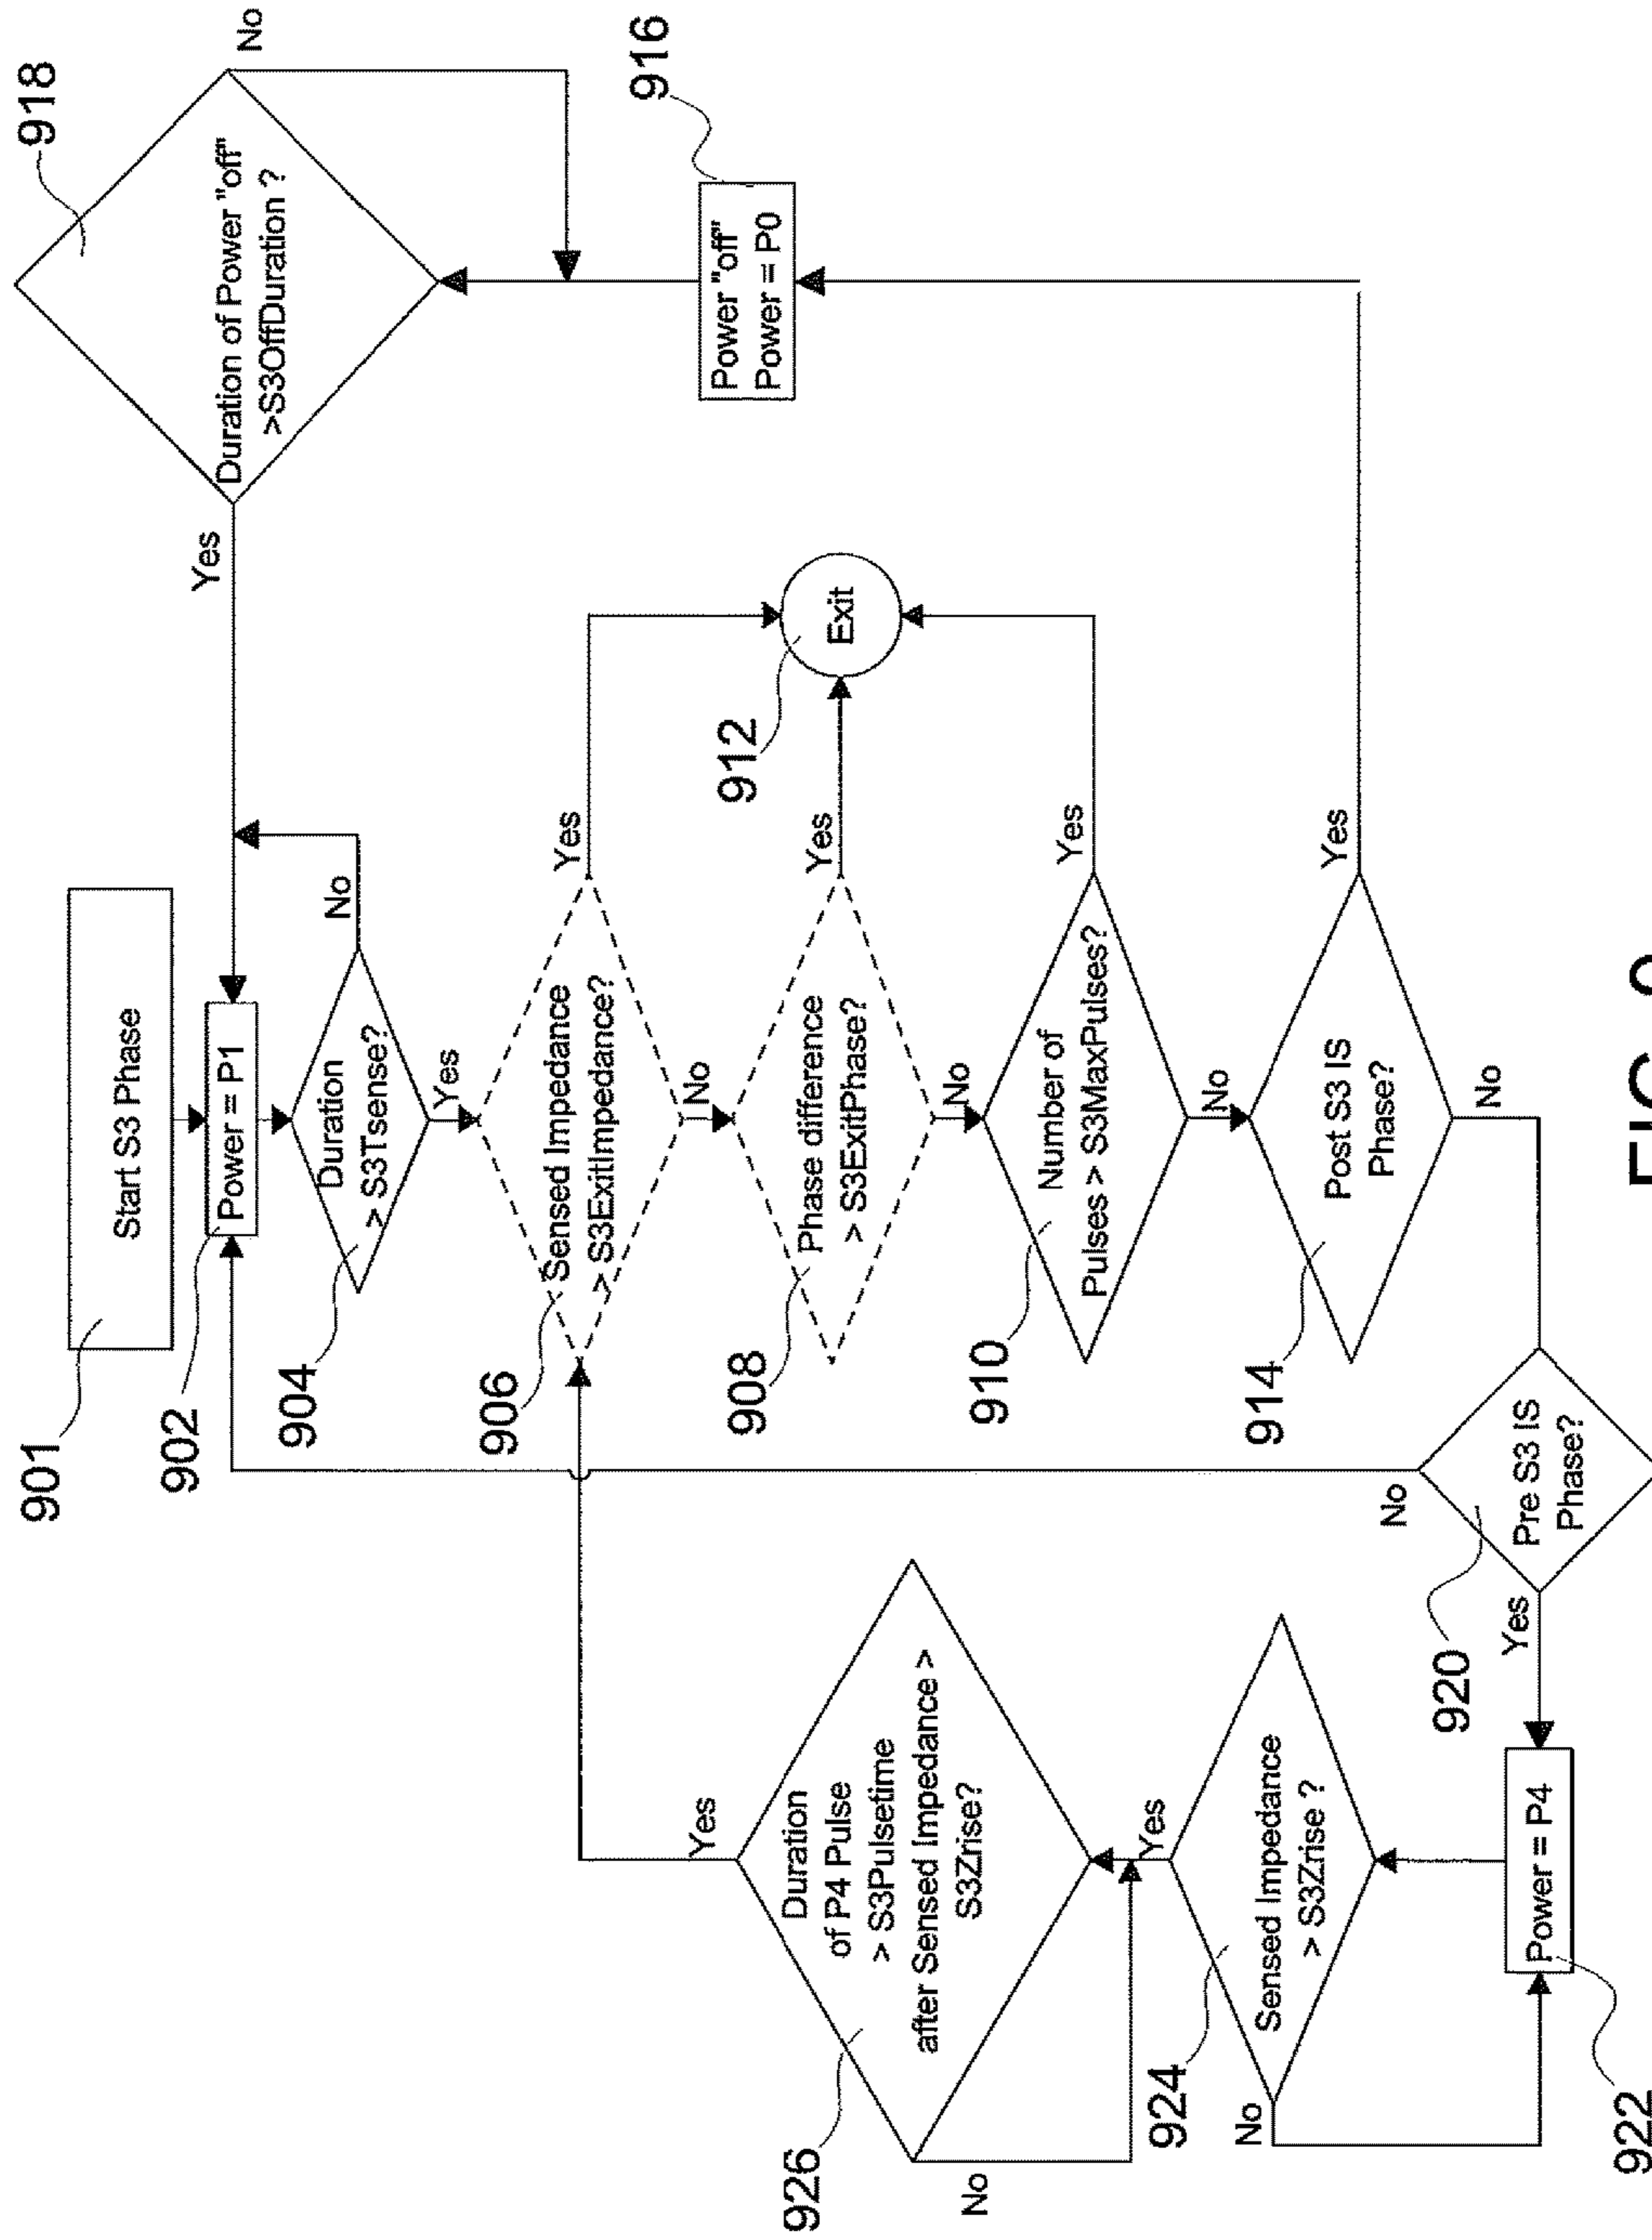 901
Start S3 Phase
902
Power = P1
904
Duration
> S3Tsense?
No
Yes
906
Sensed Impedance
> S3ExitImpedance?
Yes
No
908
Phase difference
> S3ExitPhase?
Yes
No
910
Number of
Pulses > S3MaxPulses?
Yes
No
912
Exit
914
Post S3 IS
Phase?
Yes
No
916
Power "off"
Power = P0
918
Duration of Power "off"
>S3OffDuration ?
No
Yes
920
Pre S3 IS
Phase?
No
Yes
922
Power = P4
924
Sensed Impedance
> S3Zrise ?
No
Yes
926
Duration
of P4 Pulse
> S3Pulsetime
after Sensed Impedance >
S3Zrise?
No
Yes